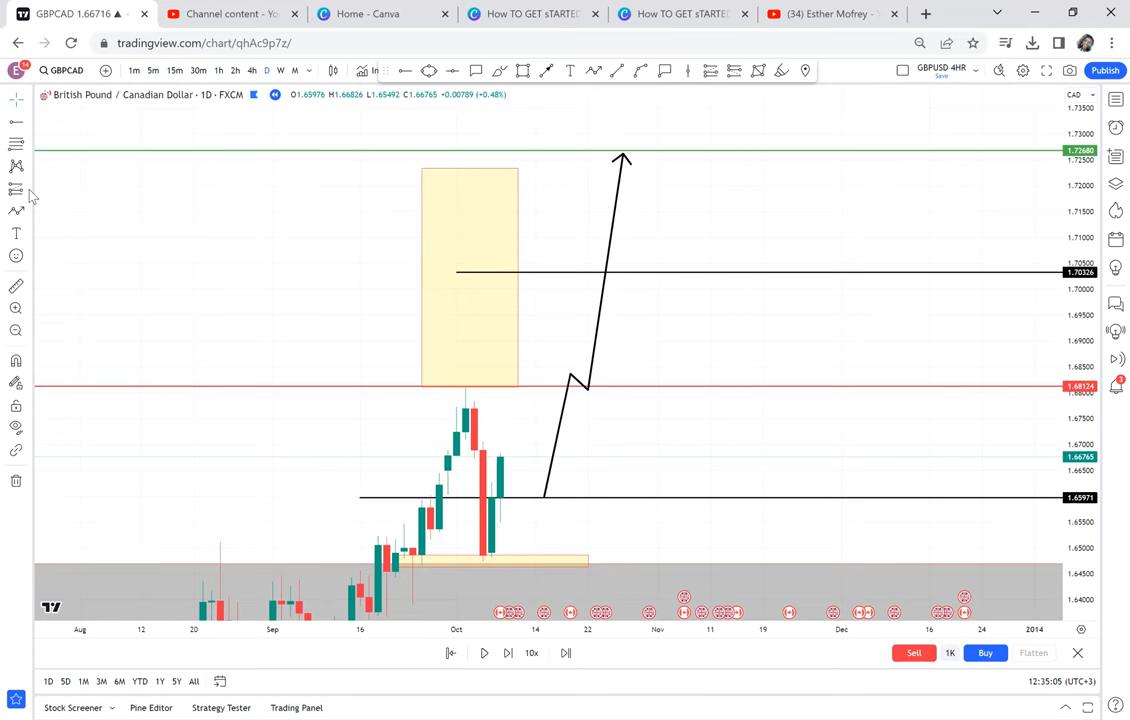 GBPCAD 1.66716 ▲
Channel content - Yo
Home - Canva
How TO GET sTARTED
How TO GET sTARTED
(34) Esther Mofrey - Y
tradingview.com/chart/qhAc9p7z/
E 14
GBPCAD
1m 5m 15m 30m 1h 2h 4h D W M
In
GBPUSD 4HR
Save
Publish
British Pound / Canadian Dollar · 1D · FXCM
O1.65976 H1.66826 L1.65492 C1.66765 +0.00789 (+0.48%)
CAD
1.73500
1.73000
1.72680
1.72500
1.72000
1.71500
1.71000
1.70500
1.70326
1.70000
1.69500
1.69000
1.68500
1.68124
1.68000
1.67500
1.67000
1.66765
1.66500
1.65971
1.65500
1.65000
1.64500
1.64000
3
Aug 12 20 Sep 16 Oct 14 22 Nov 11 19 Dec 16 24 2014
10x
Sell 1K Buy Flatten
1D 5D 1M 3M 6M YTD 1Y 5Y All
12:35:05 (UTC+3)
Stock Screener Pine Editor Strategy Tester Trading Panel